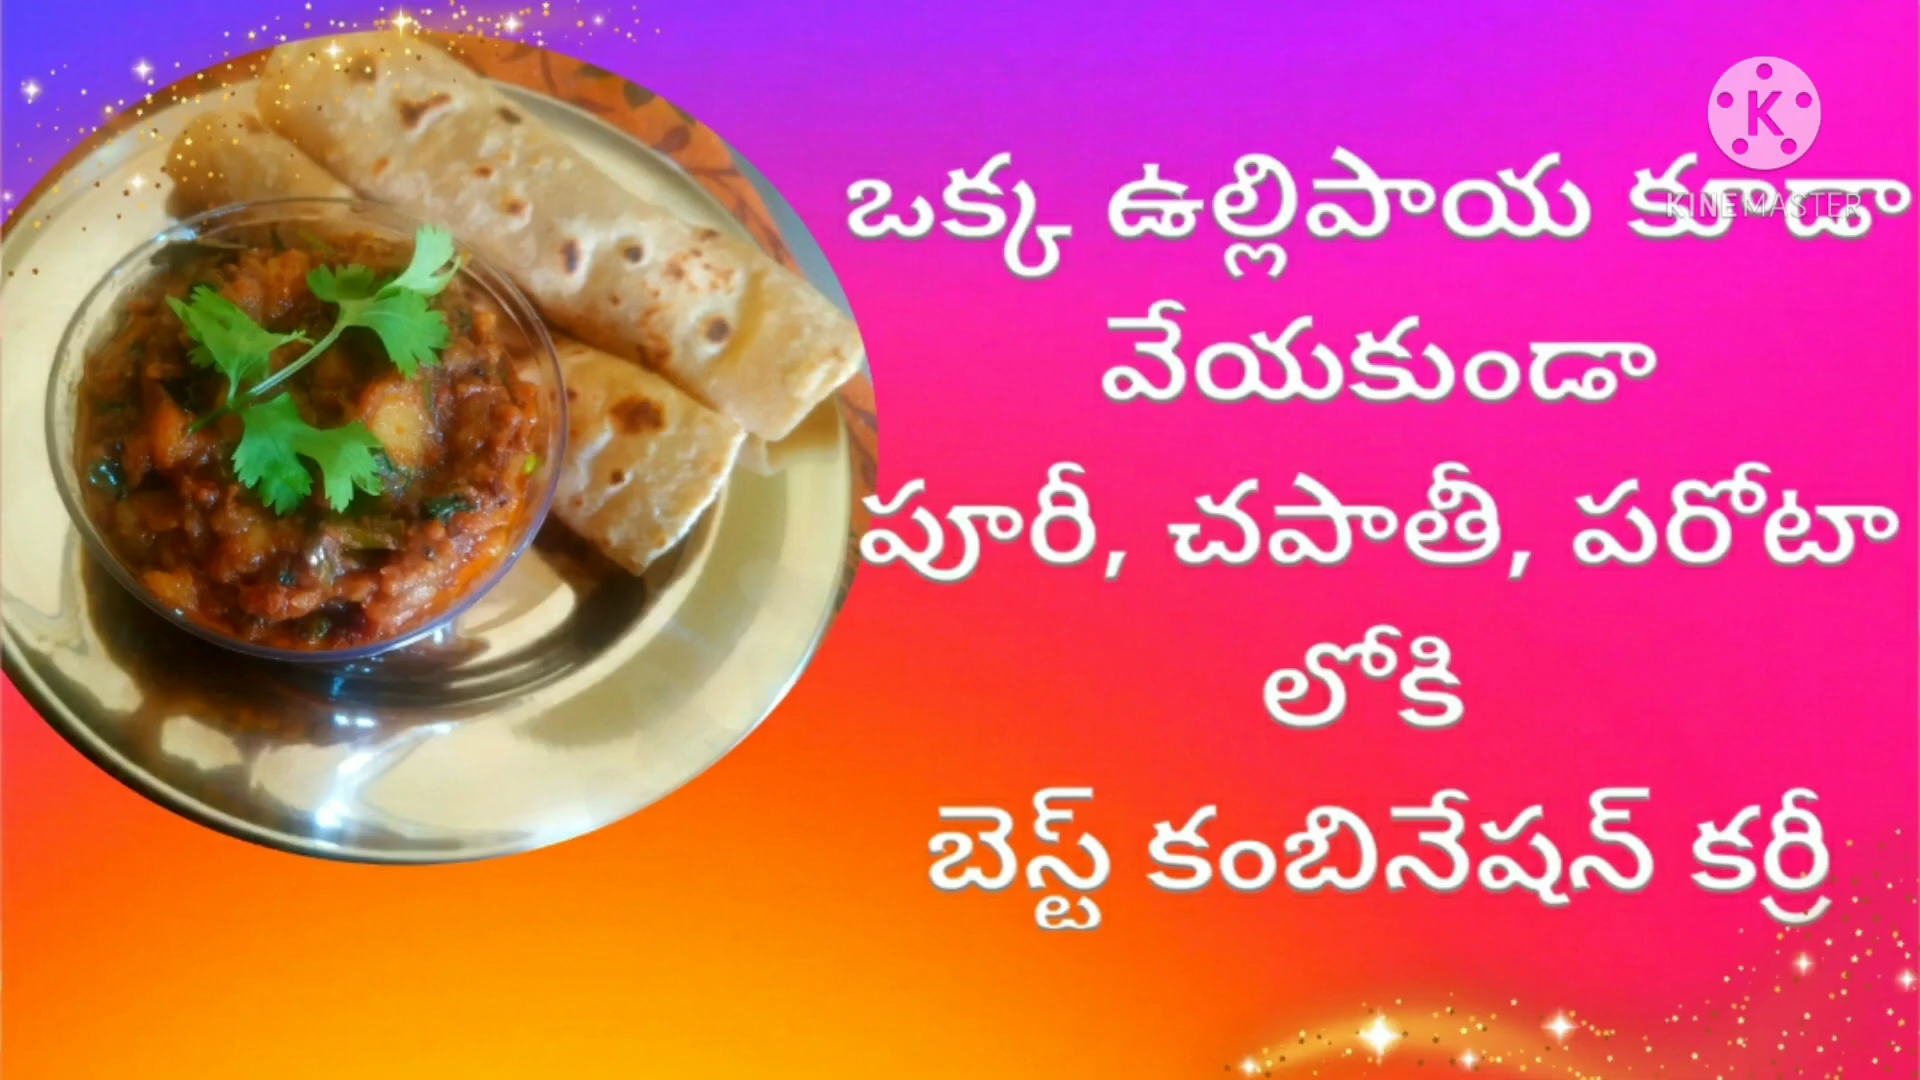 K
KINEMASTER
ఒక్క ఉల్లిపాయ కూడా
వేయకుండా
పూరీ, చపాతీ, పరోటా
లోకి
బెస్ట్ కంబినేషన్ కర్రీ